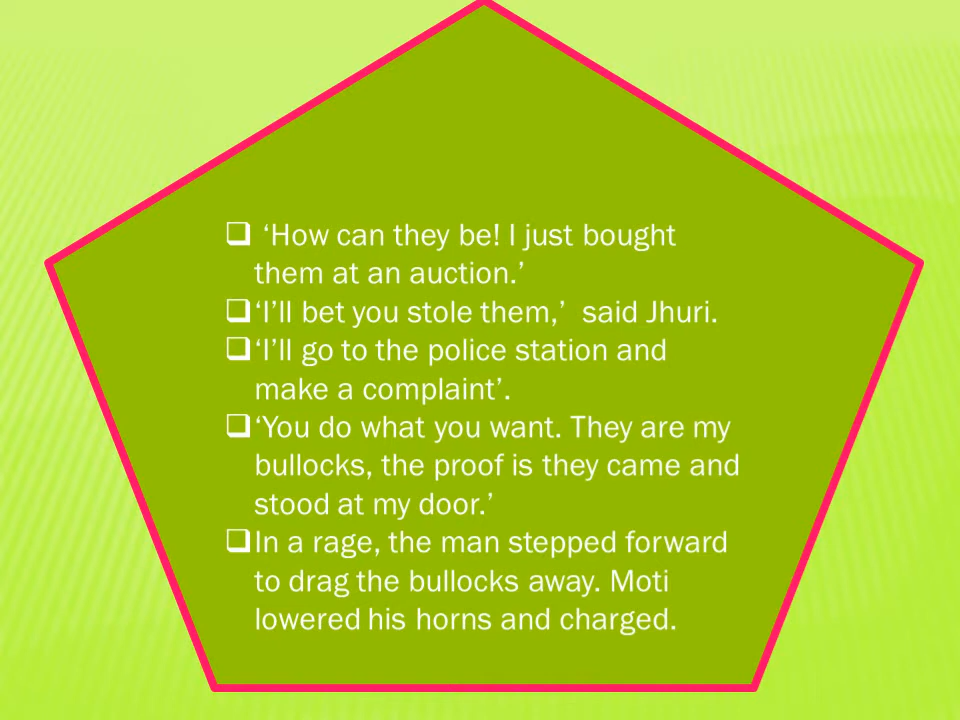 ❑ ‘How can they be! I just bought
them at an auction.’
❑‘I’ll bet you stole them,’  said Jhuri.
❑‘I’ll go to the police station and
make a complaint’.
❑‘You do what you want. They are my
bullocks, the proof is they came and
stood at my door.’
❑In a rage, the man stepped forward
to drag the bullocks away. Moti
lowered his horns and charged.